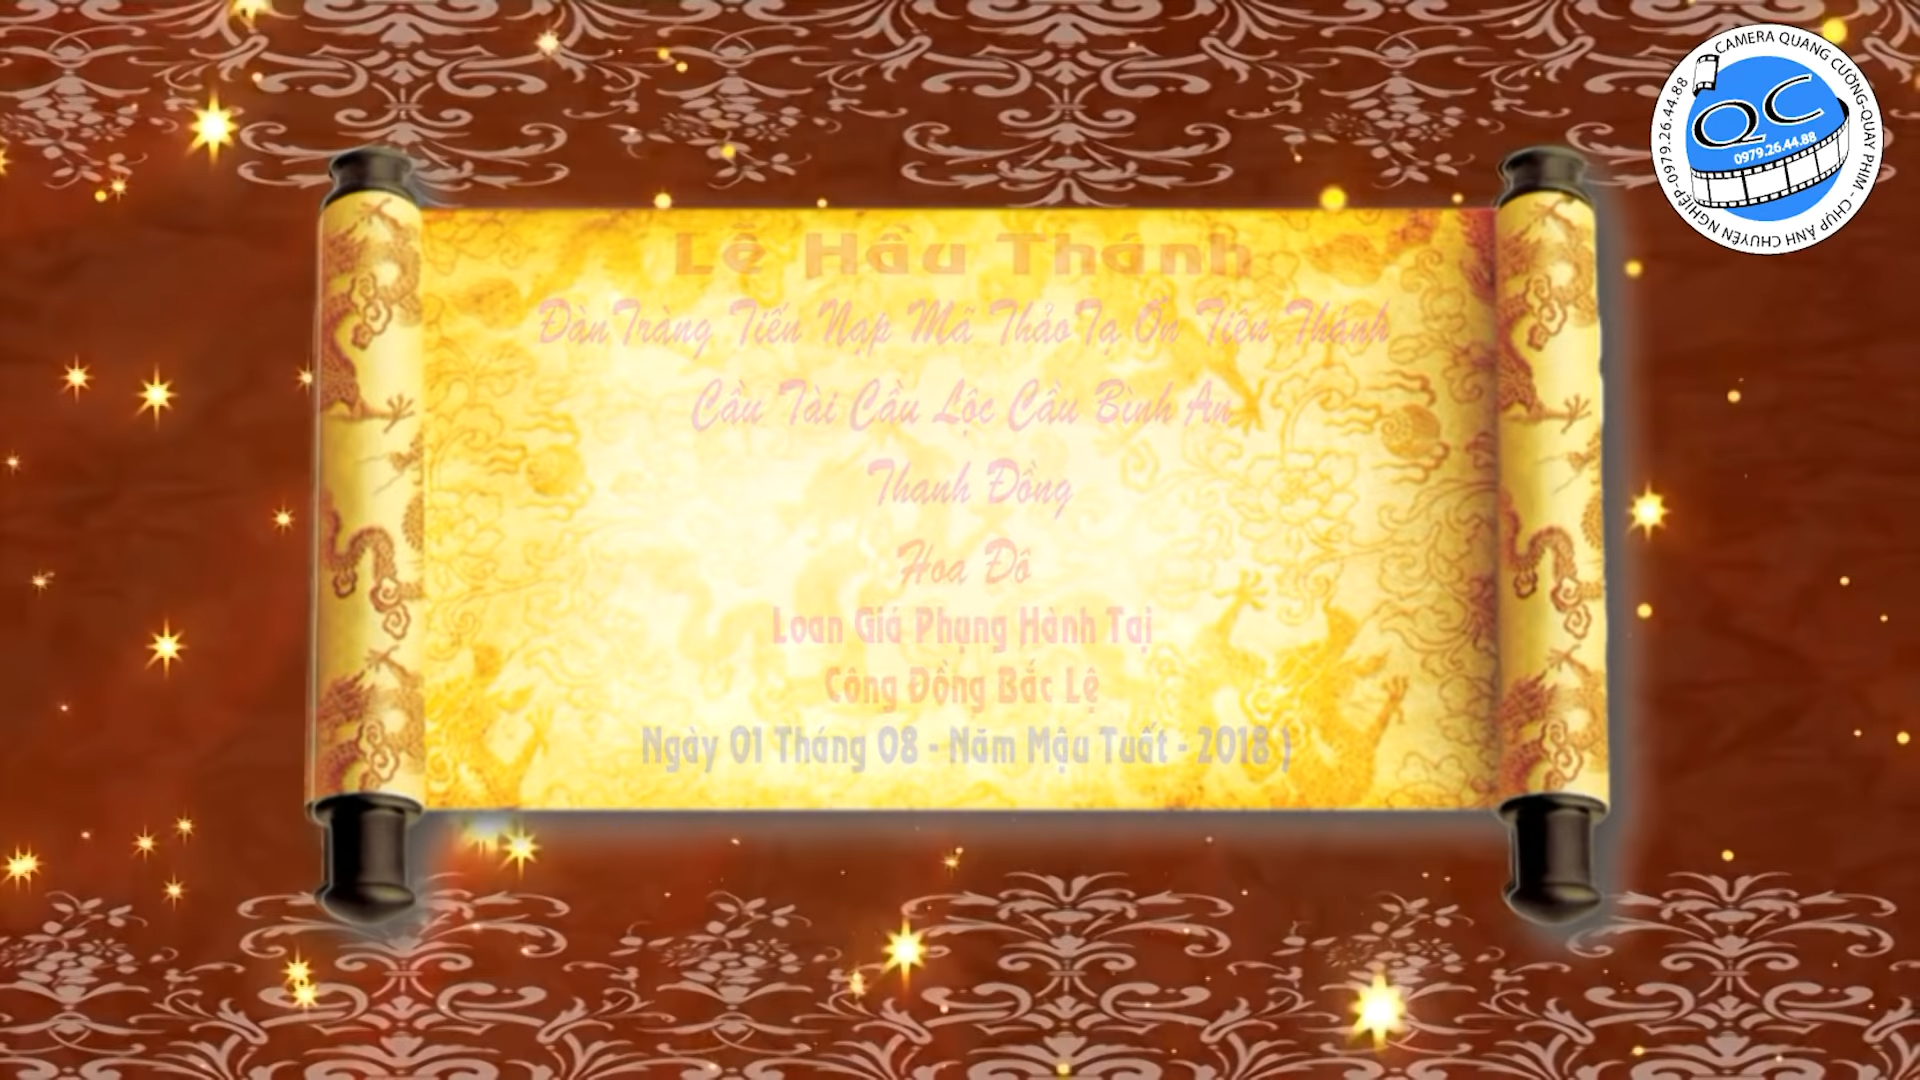 Lễ Hầu Thánh
Đàn Tràng Tiến Nạp Mã Thảo Tạ Ơn Tiên Thánh
Cầu Tài Cầu Lộc Cầu Bình An
Thanh Đồng
Hoa Đô
Loan Giá Phụng Hành Tại
Công Đồng Bắc Lệ
Ngày 01 Tháng 08 - Năm Mậu Tuất - 2018 )
CAMERA QUANG CƯỜNG-QUAY PHIM - CHỤP ẢNH CHUYÊN NGHIỆP-0979.26.44.88
QC
0979.26.44.88